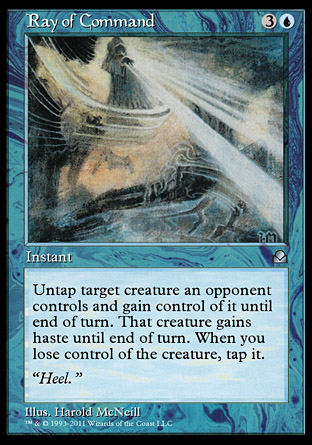 Ray of Command 3
Instant
Untap target creature an opponent
controls and gain control of it until
end of turn. That creature gains
haste until end of turn. When you
lose control of the creature, tap it.
“Heel.”
Illus. Harold McNeill
™ & © 1993-2011 Wizards of the Coast LLC